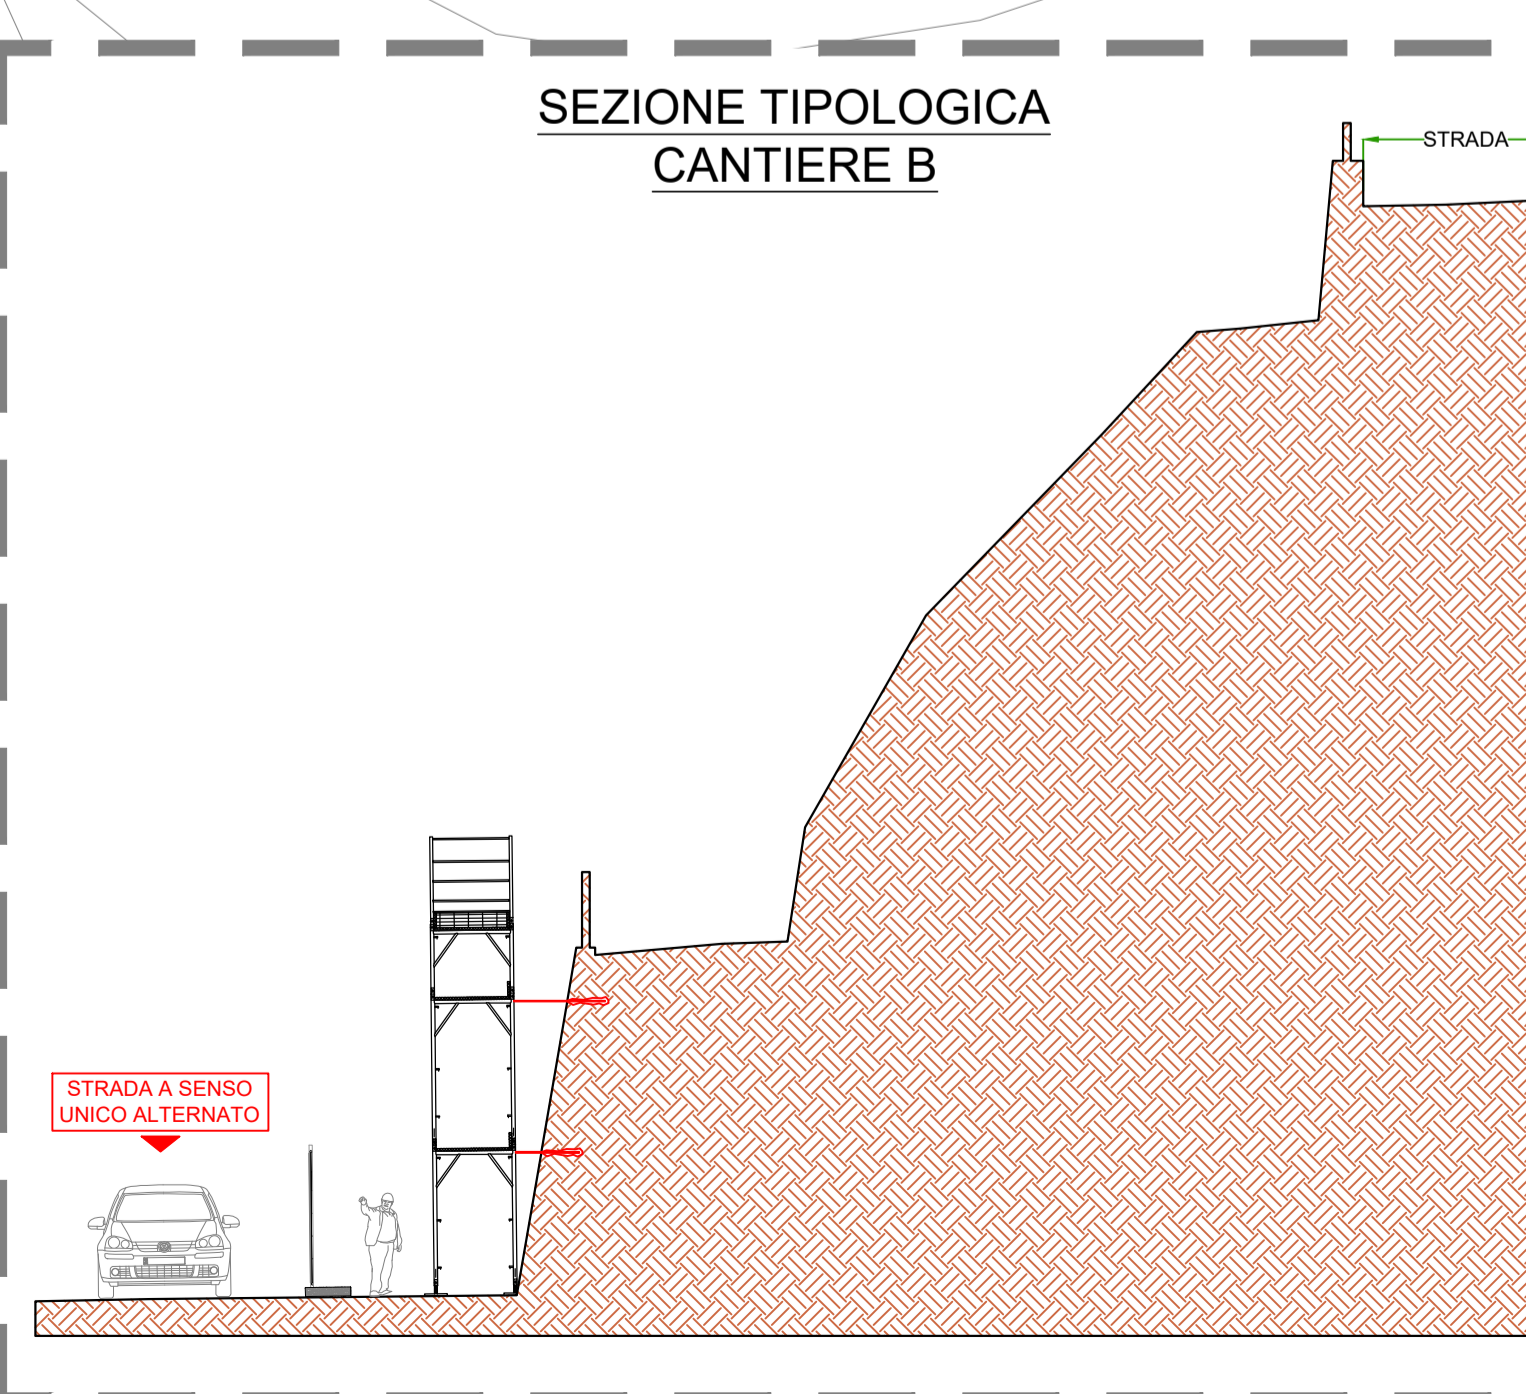 SEZIONE TIPOLOGICA
CANTIERE B
STRADA
STRADA A SENSO
UNICO ALTERNATO